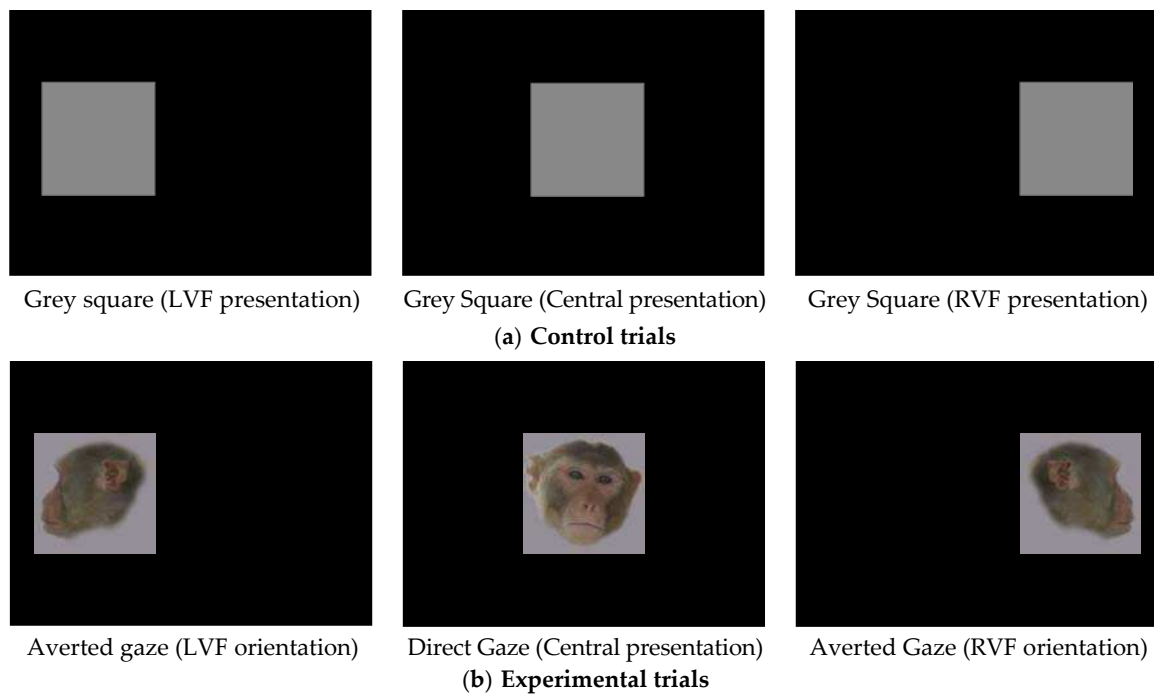 Grey square (LVF presentation) Grey Square (Central presentation) Grey Square (RVF presentation)
(a) Control trials
Averted gaze (LVF orientation) Direct Gaze (Central presentation) Averted Gaze (RVF orientation)
(b) Experimental trials